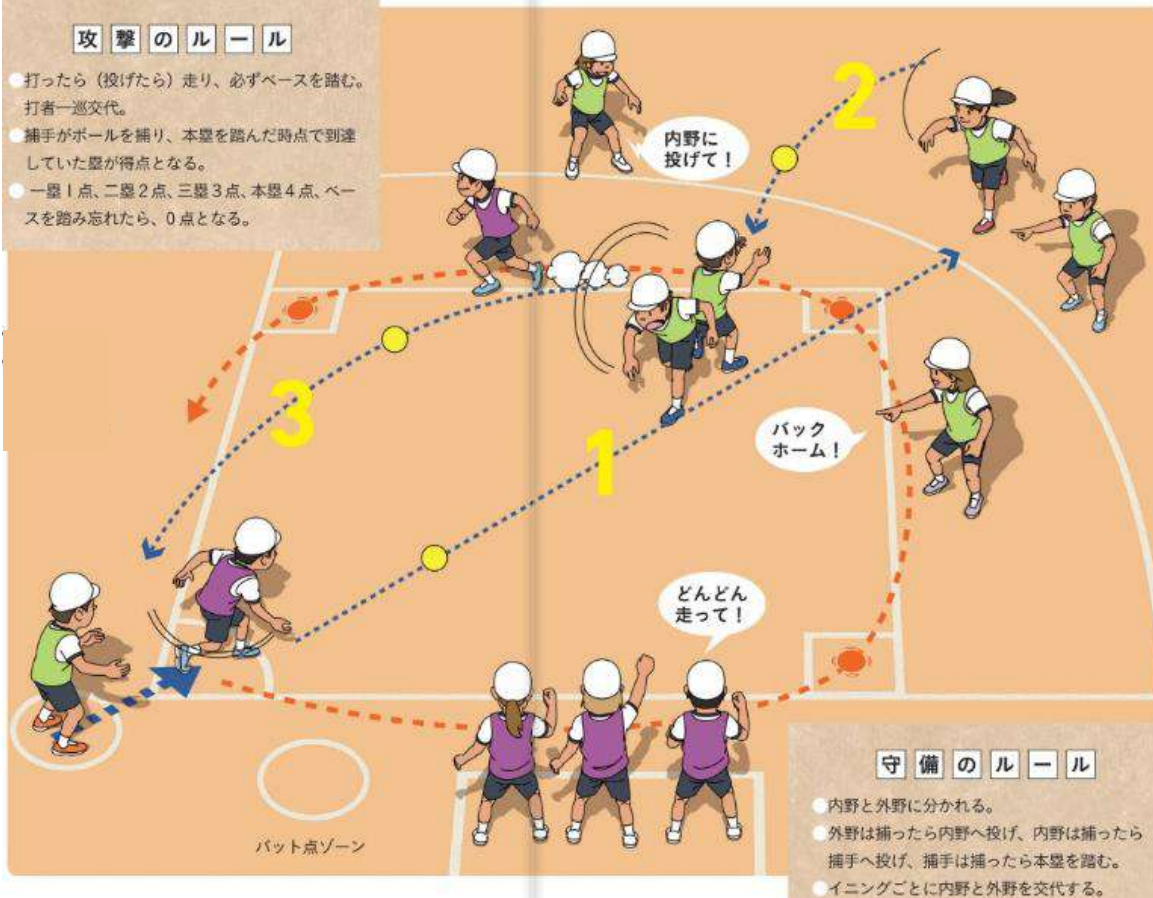 攻撃のルール
●打ったら（投げたら）走り、必ずベースを踏む。
打者一巡交代。
●捕手がボールを捕り、本塁を踏んだ時点で到達
していた塁が得点となる。
●一塁1点、二塁2点、三塁3点、本塁4点、ベー
スを踏み忘れたら、0点となる。
2
内野に
投げて！
3
1
バック
ホーム！
どんどん
走って！
バット点ゾーン
守備のルール
●内野と外野に分かれる。
●外野は捕ったら内野へ投げ、内野は捕ったら
捕手へ投げ、捕手は捕ったら本塁を踏む。
●イニングごとに内野と外野を交代する。